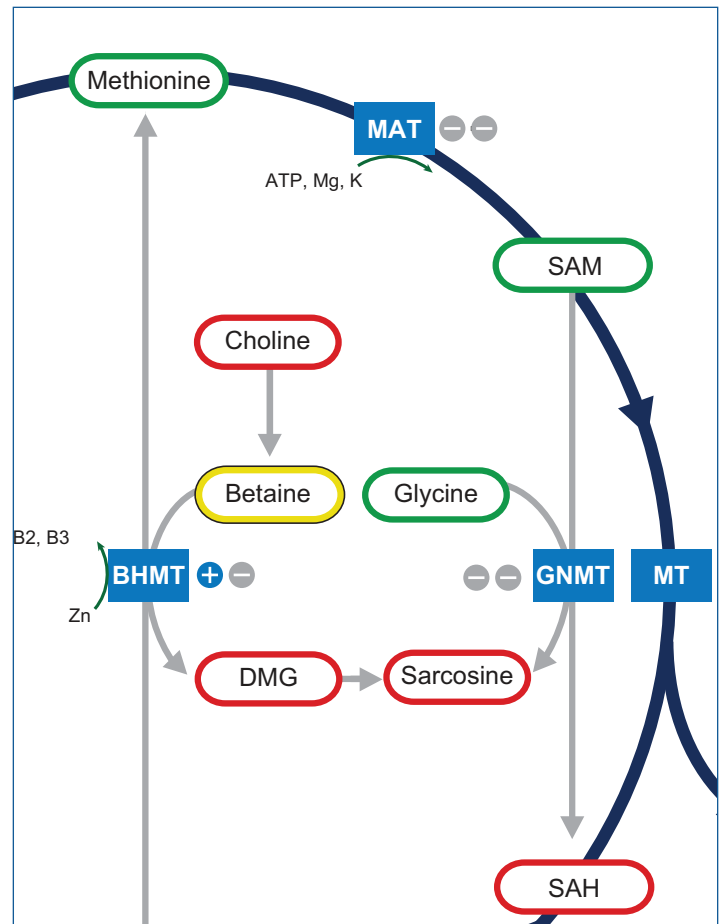 Methionine
MAT − −
ATP, Mg, K
SAM
Choline
Betaine
Glycine
B2, B3
BHMT + −
− − GNMT
MT
Zn
DMG
Sarcosine
SAH